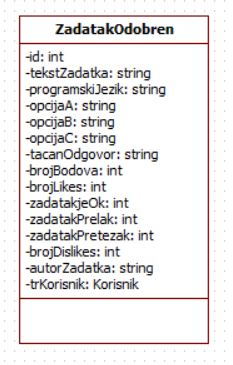 ZadatakOdobren
-id: int
-tekstZadatka: string
-programskiJezik: string
-opcijaA: string
-opcijaB: string
-opcijaC: string
-tacanOdgovor: string
-brojBodova: int
-brojLikes: int
-zadatakjeOk: int
-zadatakPrelak: int
-zadatakPretezak: int
-brojDislikes: int
-autorZadatka: string
-trKorisnik: Korisnik